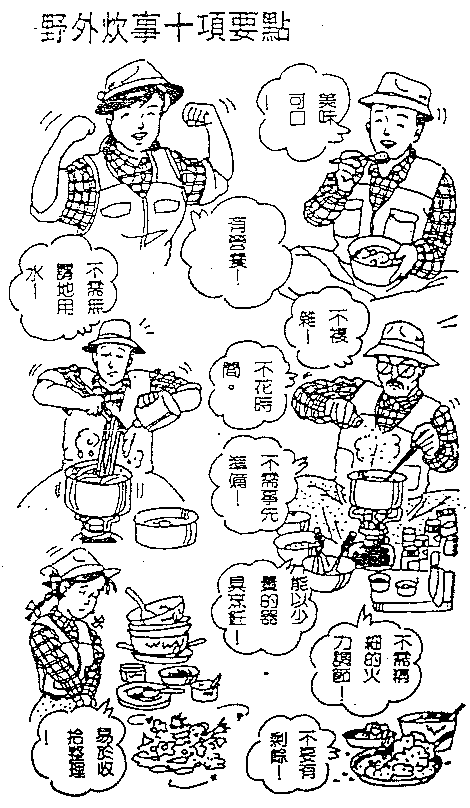 野外炊事十項要點
美味
可口
！
有營養！
不需無
謂地用
水！
不複
雜！
不花時
間。
不需事先
準備！
能以少
量的器
具烹飪！
不需精
細的火
力調節！
易於收
拾整理
不要有
剩餘！